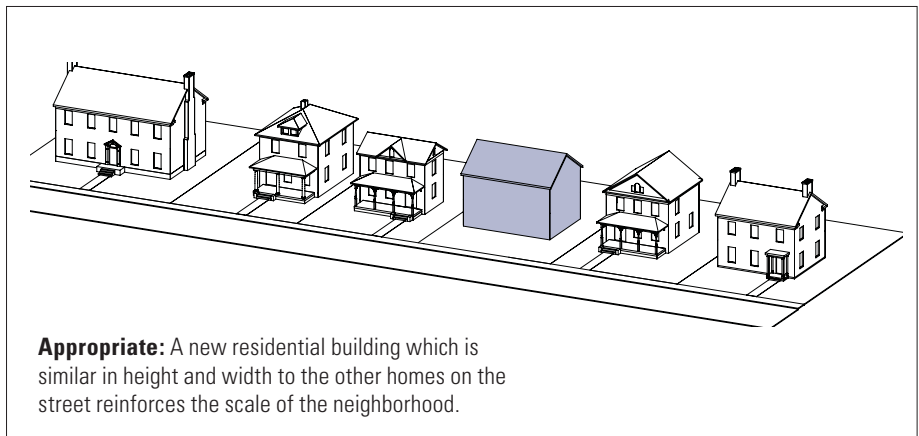 Appropriate: A new residential building which is
similar in height and width to the other homes on the
street reinforces the scale of the neighborhood.